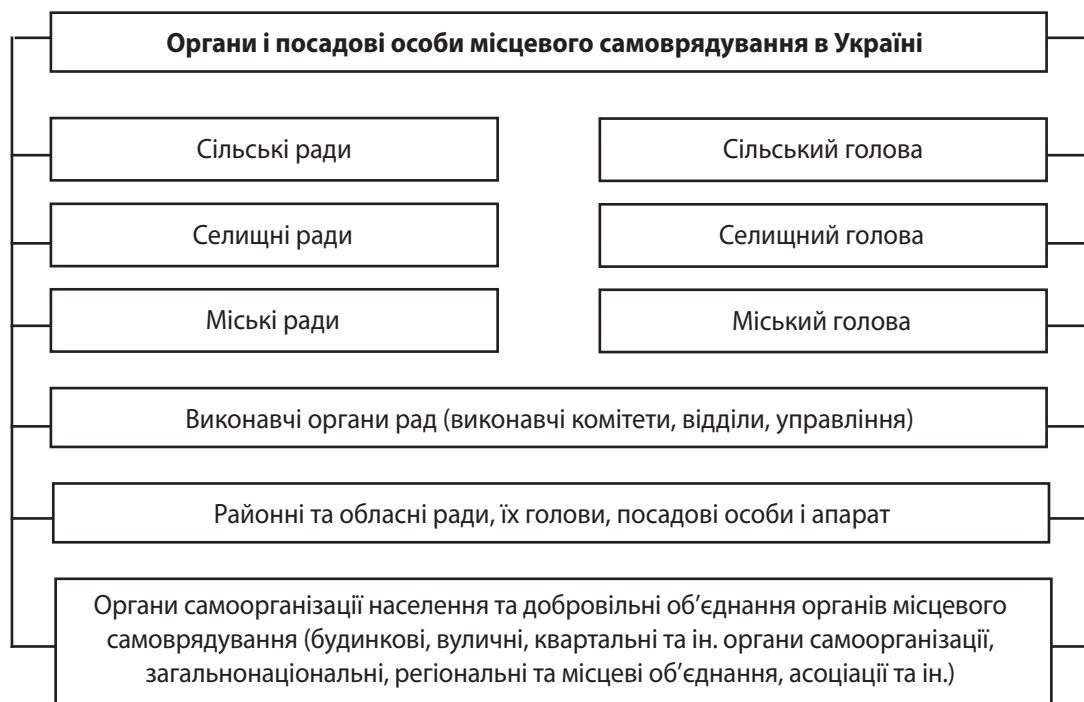 Органи і посадові особи місцевого самоврядування в Україні
Сільські ради
Сільський голова
Селищні ради
Селищний голова
Міські ради
Міський голова
Виконавчі органи рад (виконавчі комітети, відділи, управління)
Районні та обласні ради, їх голови, посадові особи і апарат
Органи самоорганізації населення та добровільні об’єднання органів місцевого
самоврядування (будинкові, вуличні, квартальні та ін. органи самоорганізації,
загальнонаціональні, регіональні та місцеві об’єднання, асоціації та ін.)